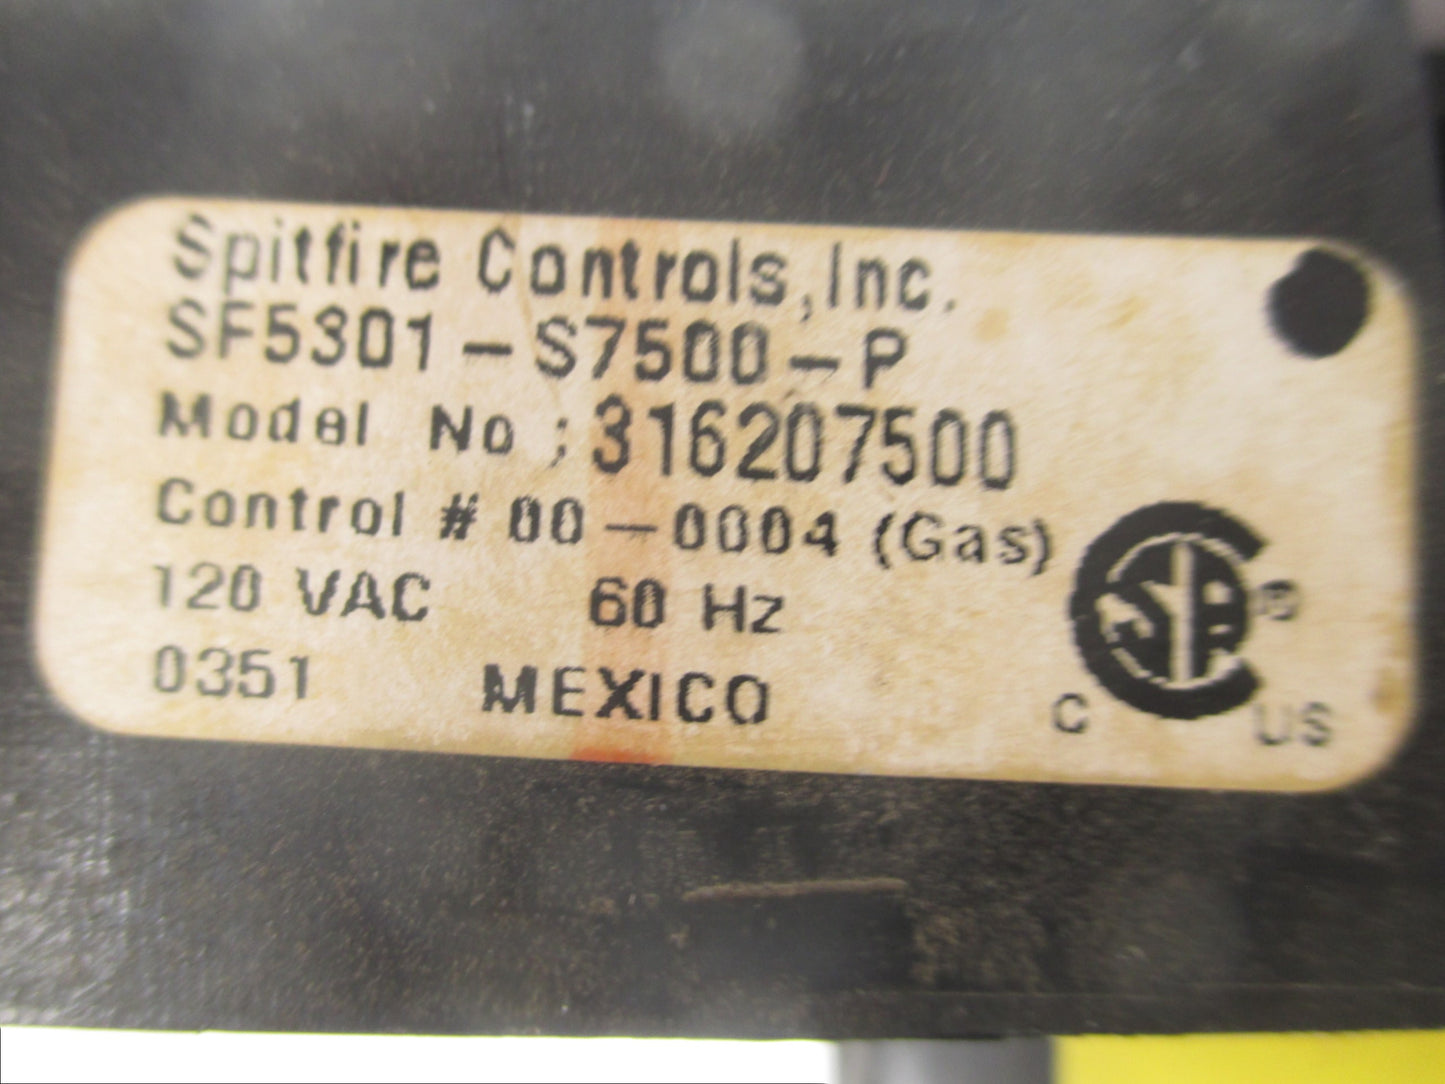 Spitfire Controls, Inc.
SF5301-S7500-P
Model No : 316207500
Control # 00-0004 (Gas)
120 VAC 60 Hz
0351 MEXICO
®
C US